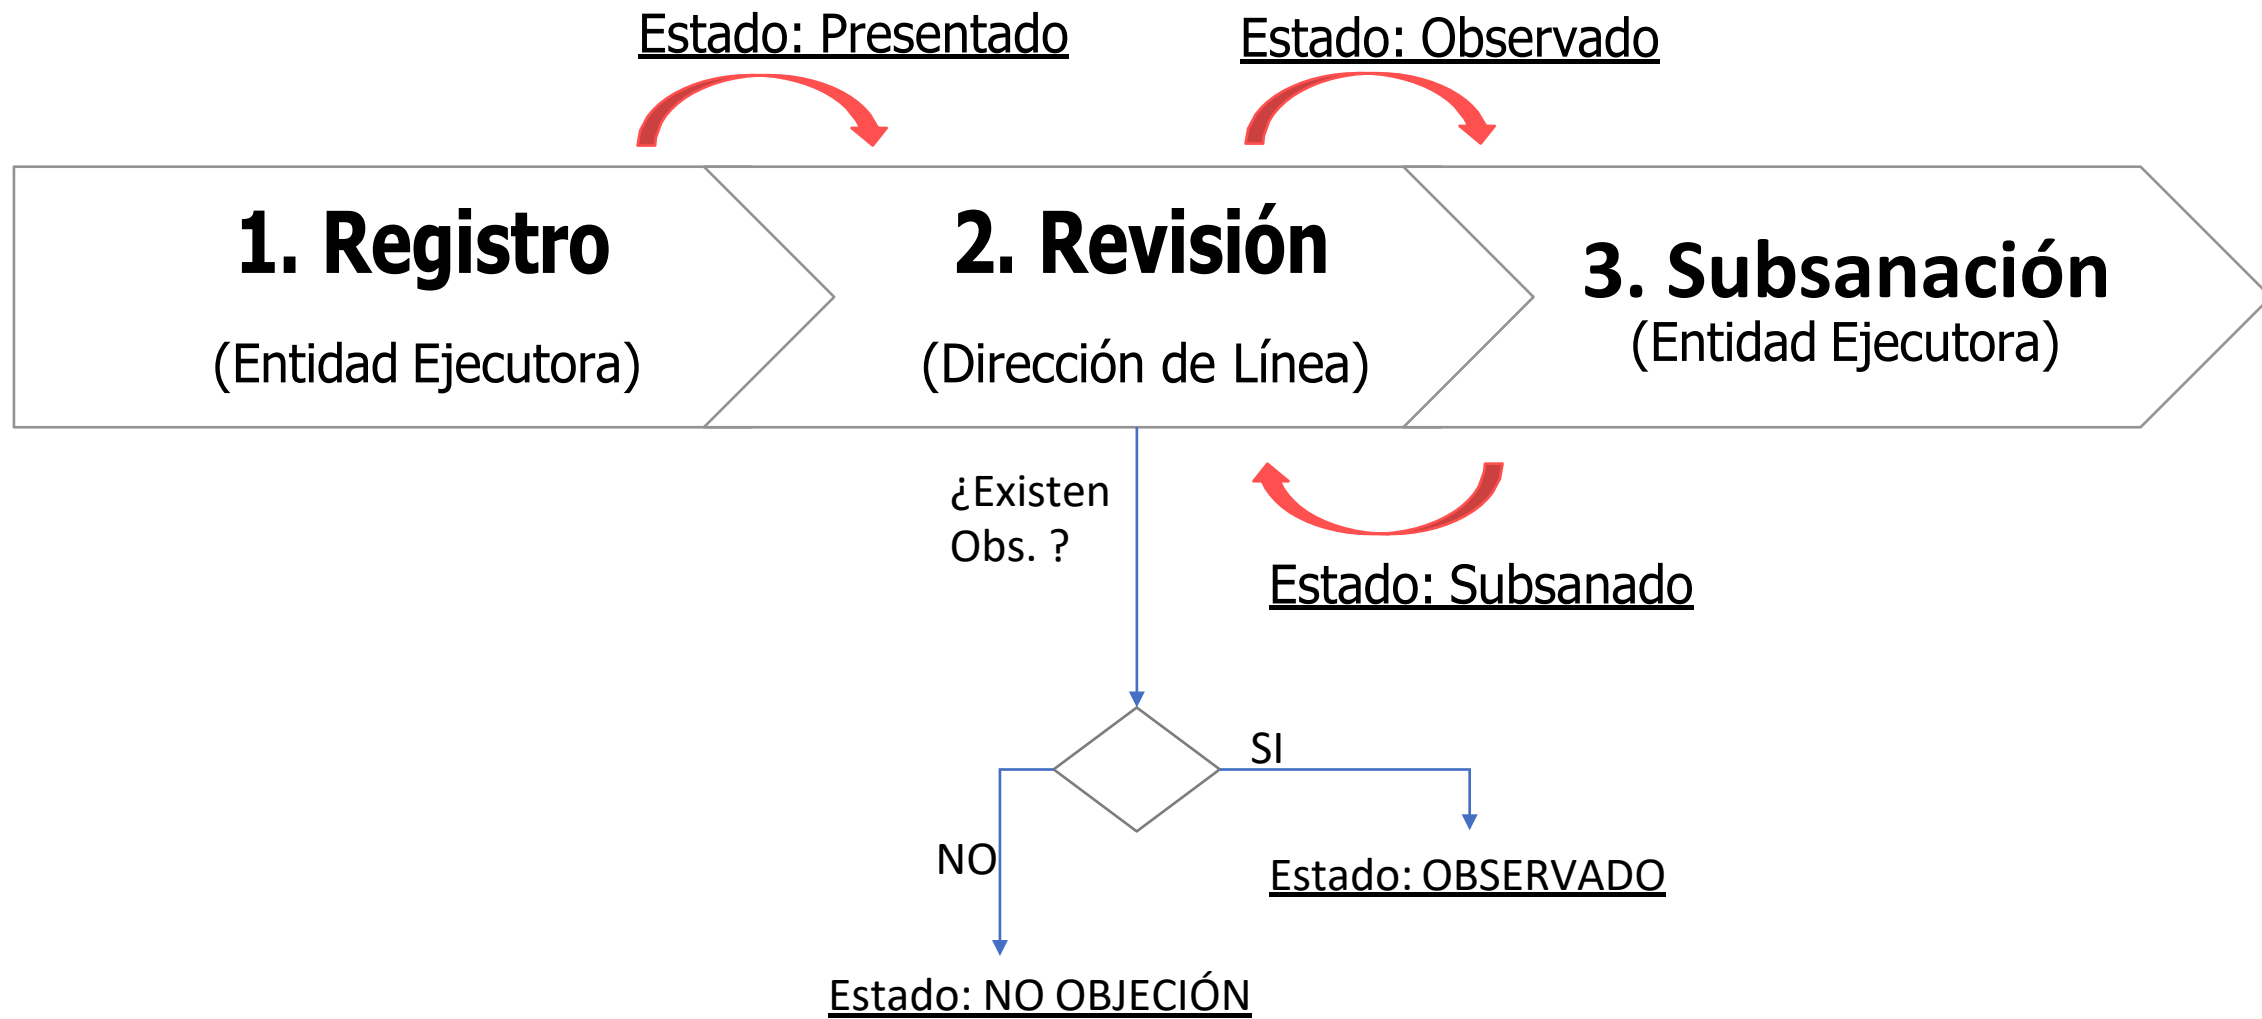 Estado: Presentado
Estado: Observado
1. Registro
(Entidad Ejecutora)
2. Revisión
(Dirección de Línea)
3. Subsanación
(Entidad Ejecutora)
¿Existen
Obs. ?
Estado: Subsanado
SI
NO
Estado: OBSERVADO
Estado: NO OBJECIÓN